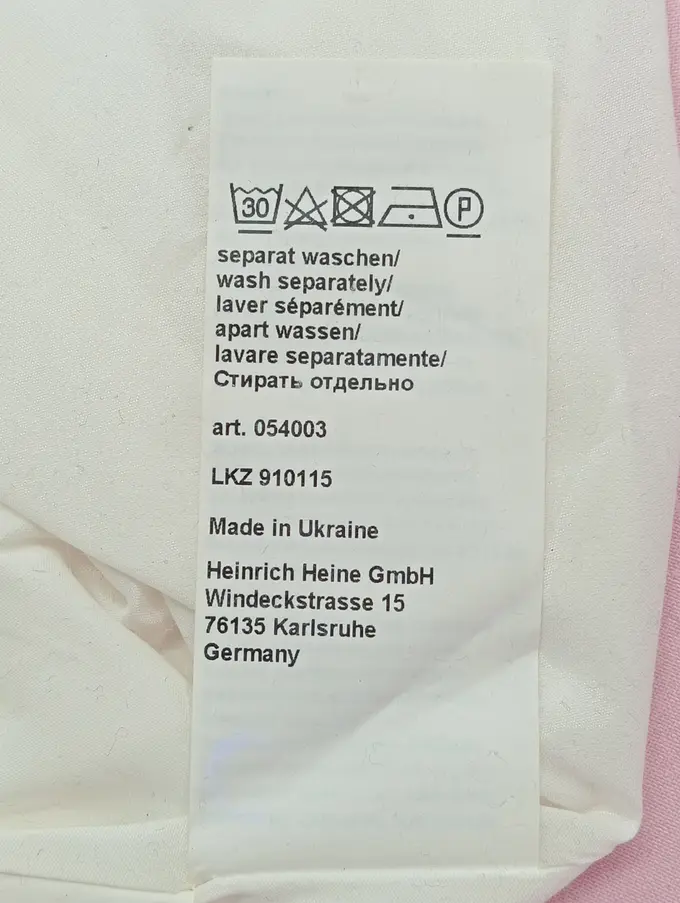 30 P
separat waschen/
wash separately/
laver séparément/
apart wassen/
lavare separatamente/
Стирать отдельно
art. 054003
LKZ 910115
Made in Ukraine
Heinrich Heine GmbH
Windeckstrasse 15
76135 Karlsruhe
Germany